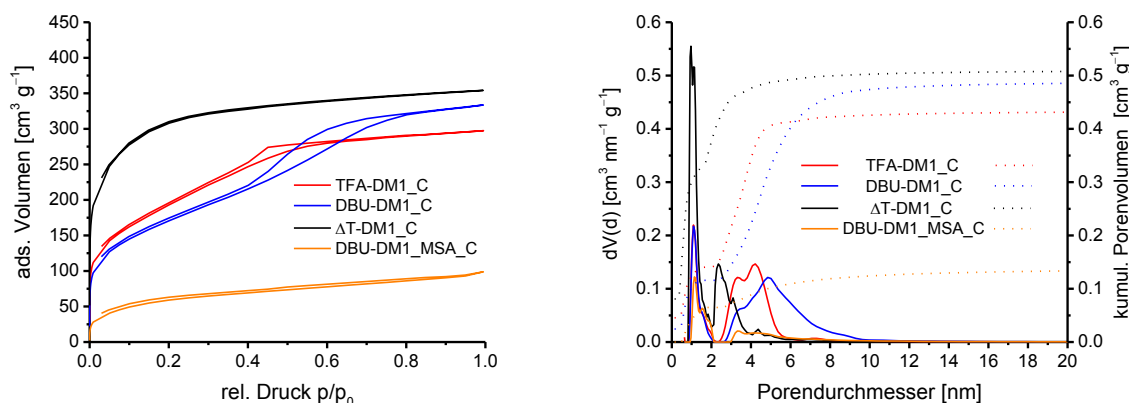 450
400
350
300
250
200
150
100
50
0
0.0 0.2 0.4 0.6 0.8 1.0
ads. Volumen [cm³ g⁻¹]
rel. Druck p/p₀
TFA-DM1_C
DBU-DM1_C
ΔT-DM1_C
DBU-DM1_MSA_C
0.6
0.5
0.4
0.3
0.2
0.1
0.0
0 2 4 6 8 10 12 14 16 18 20
dV(d) [cm³ nm⁻¹ g⁻¹]
Porendurchmesser [nm]
TFA-DM1_C
DBU-DM1_C
ΔT-DM1_C
DBU-DM1_MSA_C
0.6
0.5
0.4
0.3
0.2
0.1
0.0
kumul. Porenvolumen [cm³ g⁻¹]